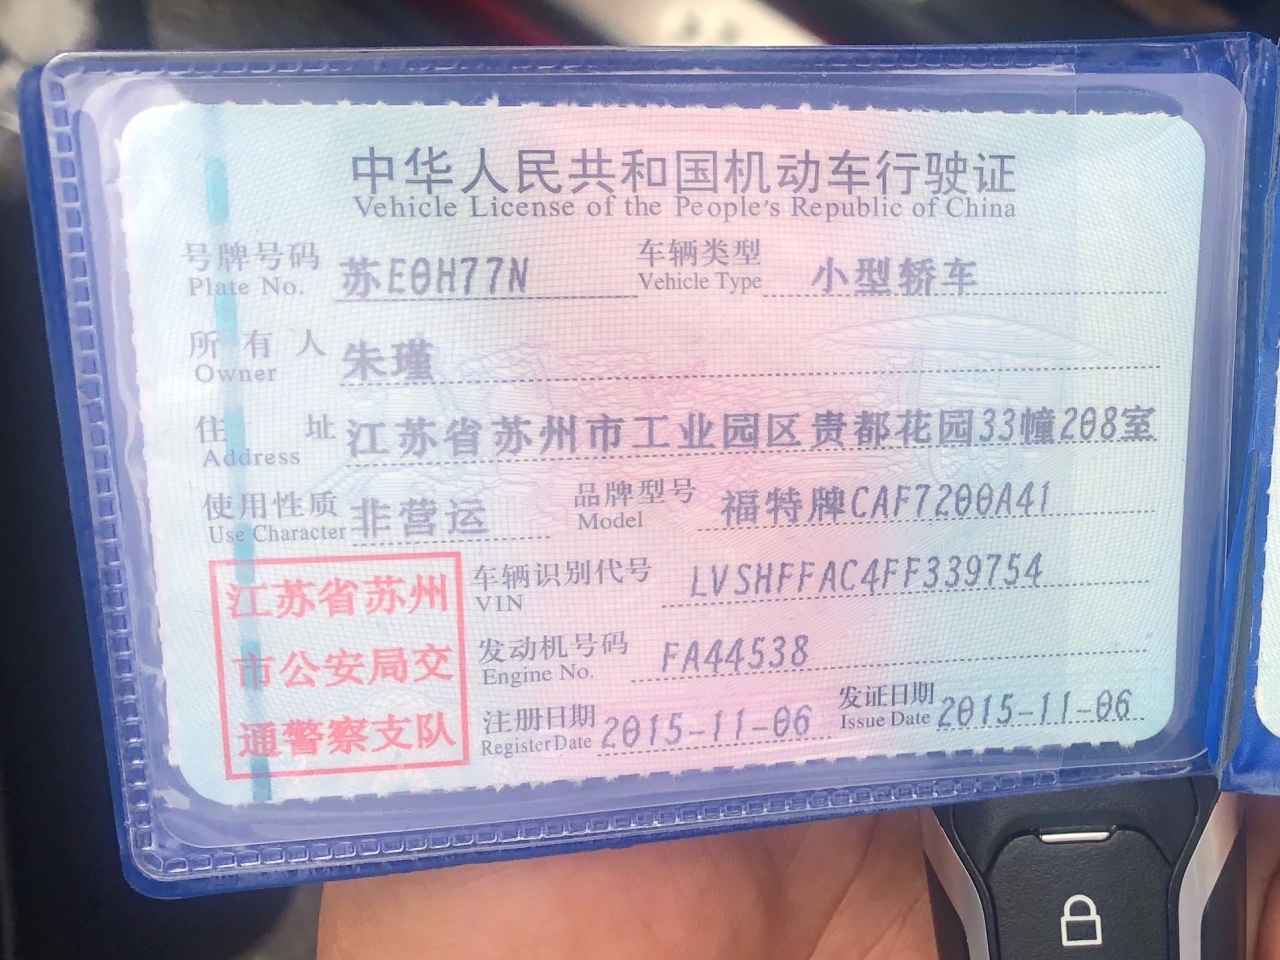 中华人民共和国机动车行驶证
Vehicle License of the People's Republic of China
号牌号码 苏E0H77N 车辆类型 小型轿车
Plate No. Vehicle Type
所有人 朱瑾
Owner
住址 江苏省苏州市工业园区贵都花园33幢208室
Address
使用性质 非营运 品牌型号 福特牌CAF7200A41
Use Character Model
江苏省苏州
市公安局交
通警察支队
车辆识别代号 LVSHFFAC4FF339754
VIN
发动机号码 FA44538
Engine No.
注册日期 2015-11-06 发证日期 2015-11-06
Register Date Issue Date